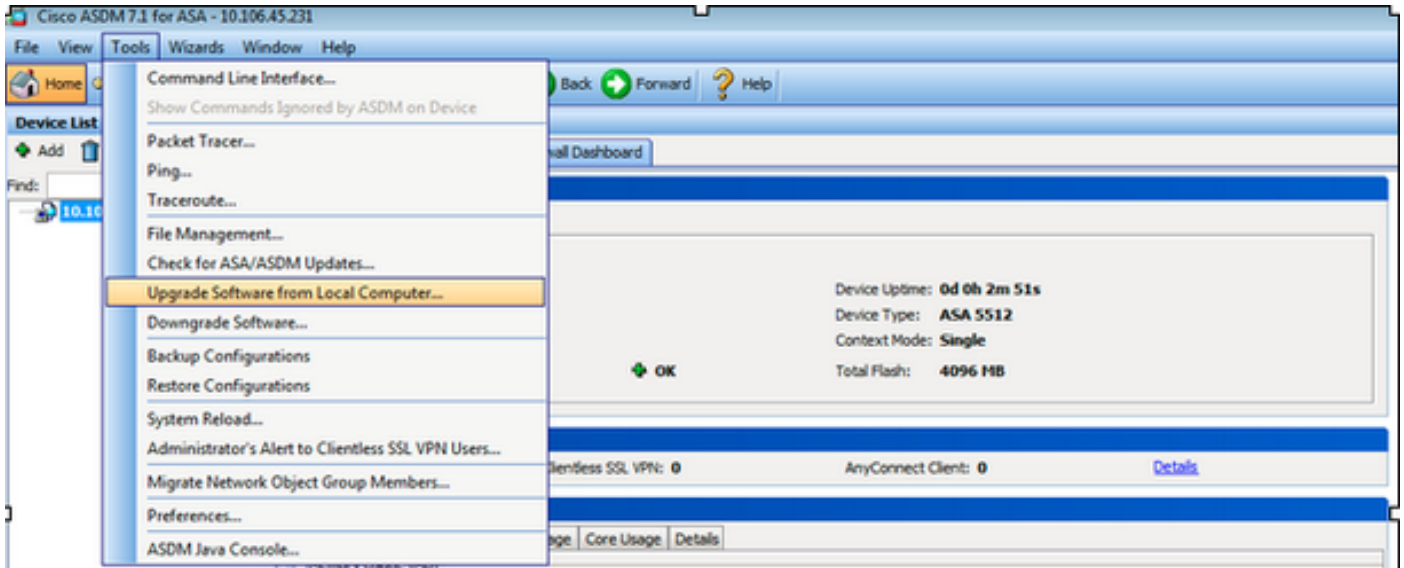 Cisco ASDM 7.1 for ASA - 10.106.45.231
File View Tools Wizards Window Help
Home Back Forward Help
Command Line Interface...
Show Commands Ignored by ASDM on Device
Device List
Packet Tracer...
Add wall Dashboard
Ping...
Find:
Traceroute...
10.10
File Management...
Check for ASA/ASDM Updates...
Upgrade Software from Local Computer...
Device Uptime: 0d 0h 2m 51s
Downgrade Software...
Device Type: ASA 5512
Context Mode: Single
Backup Configurations
OK Total Flash: 4096 MB
Restore Configurations
System Reload...
Administrator's Alert to Clientless SSL VPN Users...
lientless SSL VPN: 0 AnyConnect Client: 0 Details
Migrate Network Object Group Members...
Preferences...
age Core Usage Details
ASDM Java Console...